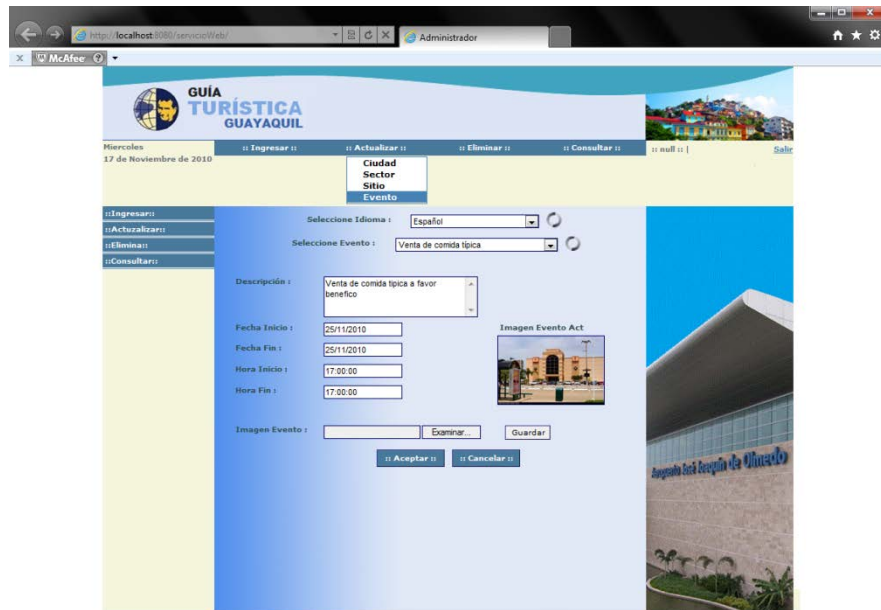 http://localhost:8080/servicioWeb/
Administrador
x McAfee
GUÍA
TURÍSTICA
GUAYAQUIL
Miercoles
17 de Noviembre de 2010
:: Ingresar ::
:: Actualizar ::
:: Eliminar ::
:: Consultar ::
:: null :: |
Salir
Ciudad
Sector
Sitio
Evento
::Ingresar::
::Actuzalizar::
::Elimina::
::Consultar::
Seleccione Idioma :
Español
Seleccione Evento :
Venta de comida típica
Descripción :
Venta de comida tipica a favor
benefico
Fecha Inicio :
25/11/2010
Imagen Evento Act
Fecha Fin :
25/11/2010
Hora Inicio :
17:00:00
Hora Fin :
17:00:00
Imagen Evento :
Examinar...
Guardar
:: Aceptar ::
:: Cancelar ::
Aeropuerto José Joaquín de Olmedo